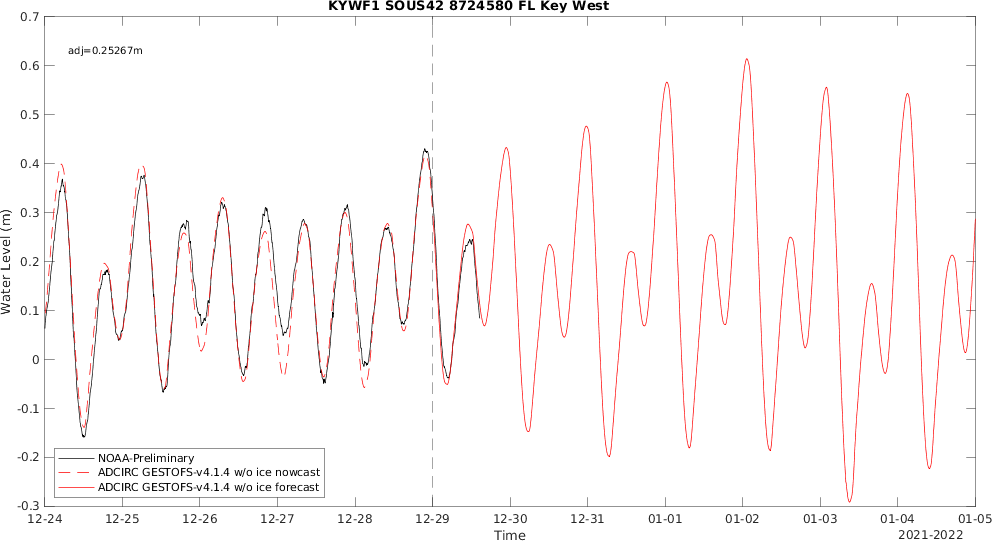 KYWF1 SOUS42 8724580 FL Key West
0.7
adj=0.25267m
0.6
0.5
0.4
0.3
0.2
0.1
0
-0.1
-0.2
-0.3
Water Level (m)
NOAA-Preliminary
ADCIRC GESTOFS-v4.1.4 w/o ice nowcast
ADCIRC GESTOFS-v4.1.4 w/o ice forecast
12-24 12-25 12-26 12-27 12-28 12-29 12-30 12-31 01-01 01-02 01-03 01-04 01-05
Time
2021-2022